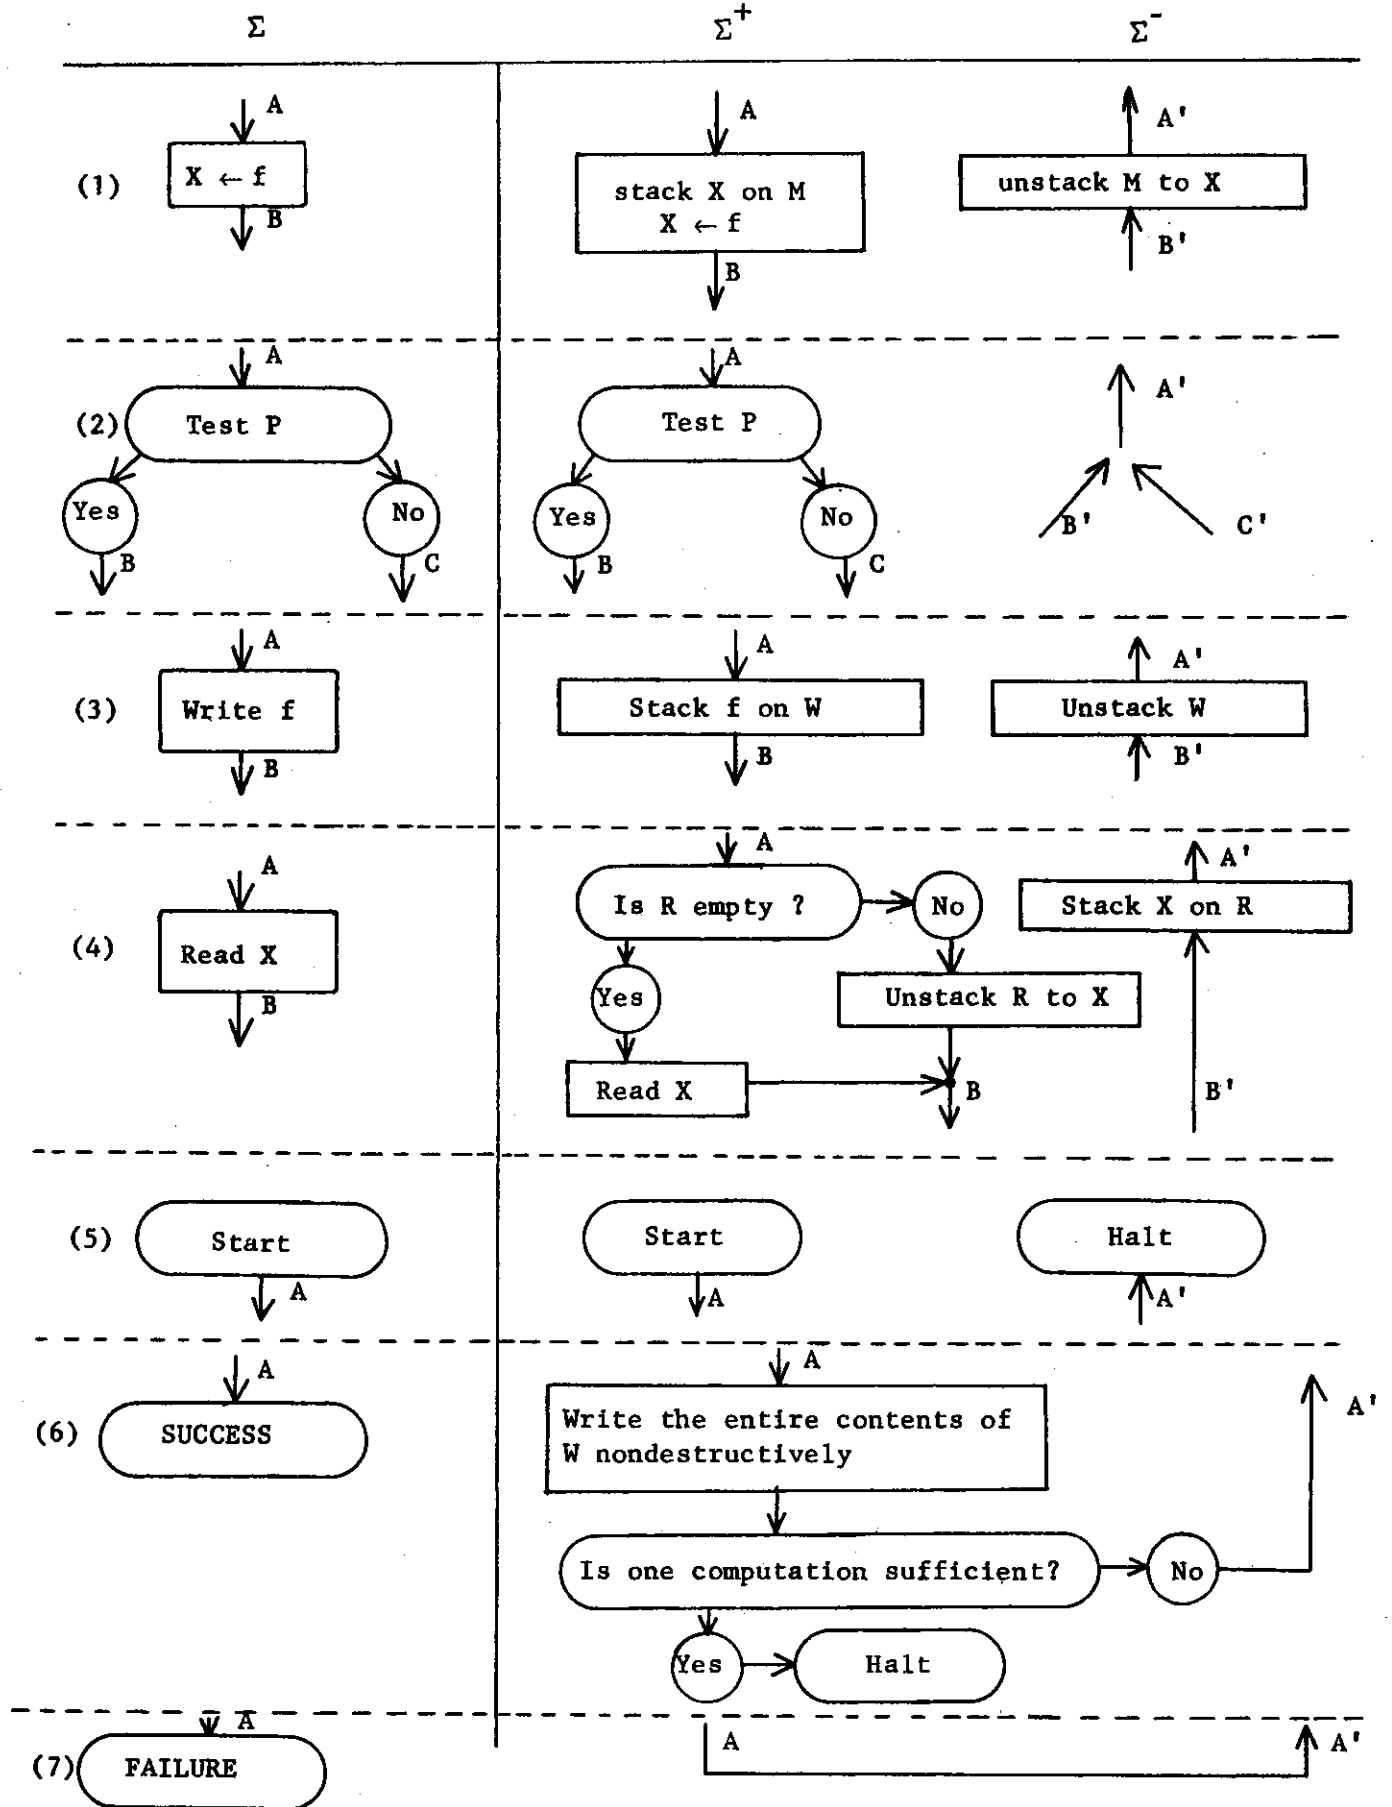 Σ Σ⁺ Σ⁻
A A A'
(1) X ← f stack X on M unstack M to X
X ← f
B B B'
A A A'
(2) Test P Test P
Yes No Yes No B' C'
B C B C
A A A'
(3) Write f Stack f on W Unstack W
B B B'
A A A'
Is R empty ? No Stack X on R
(4) Read X
Yes Unstack R to X
B
Read X B B'
(5) Start Start Halt
A A A'
A A A'
(6) SUCCESS Write the entire contents of
W nondestructively
Is one computation sufficient? No
Yes Halt
A A A'
(7) FAILURE